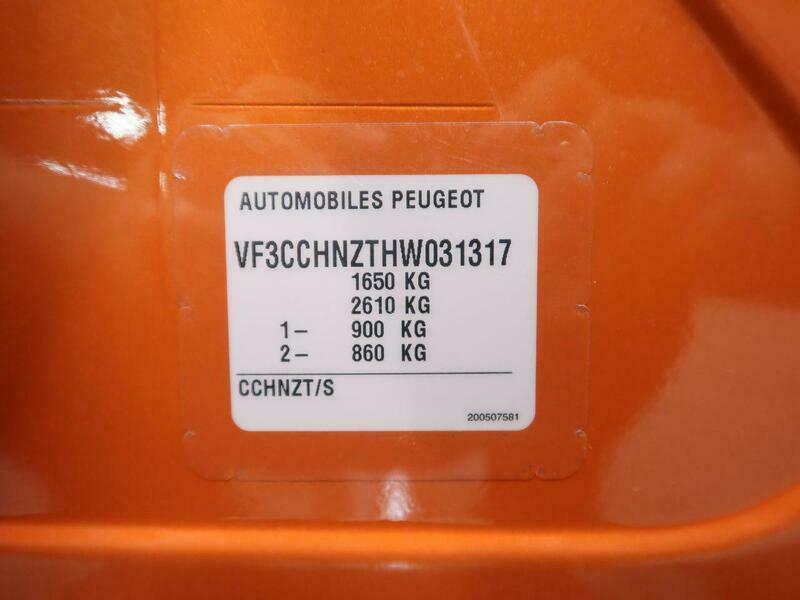 AUTOMOBILES PEUGEOT
VF3CCHNZTHW031317
1650 KG
2610 KG
1– 900 KG
2– 860 KG
CCHNZT/S
200507581